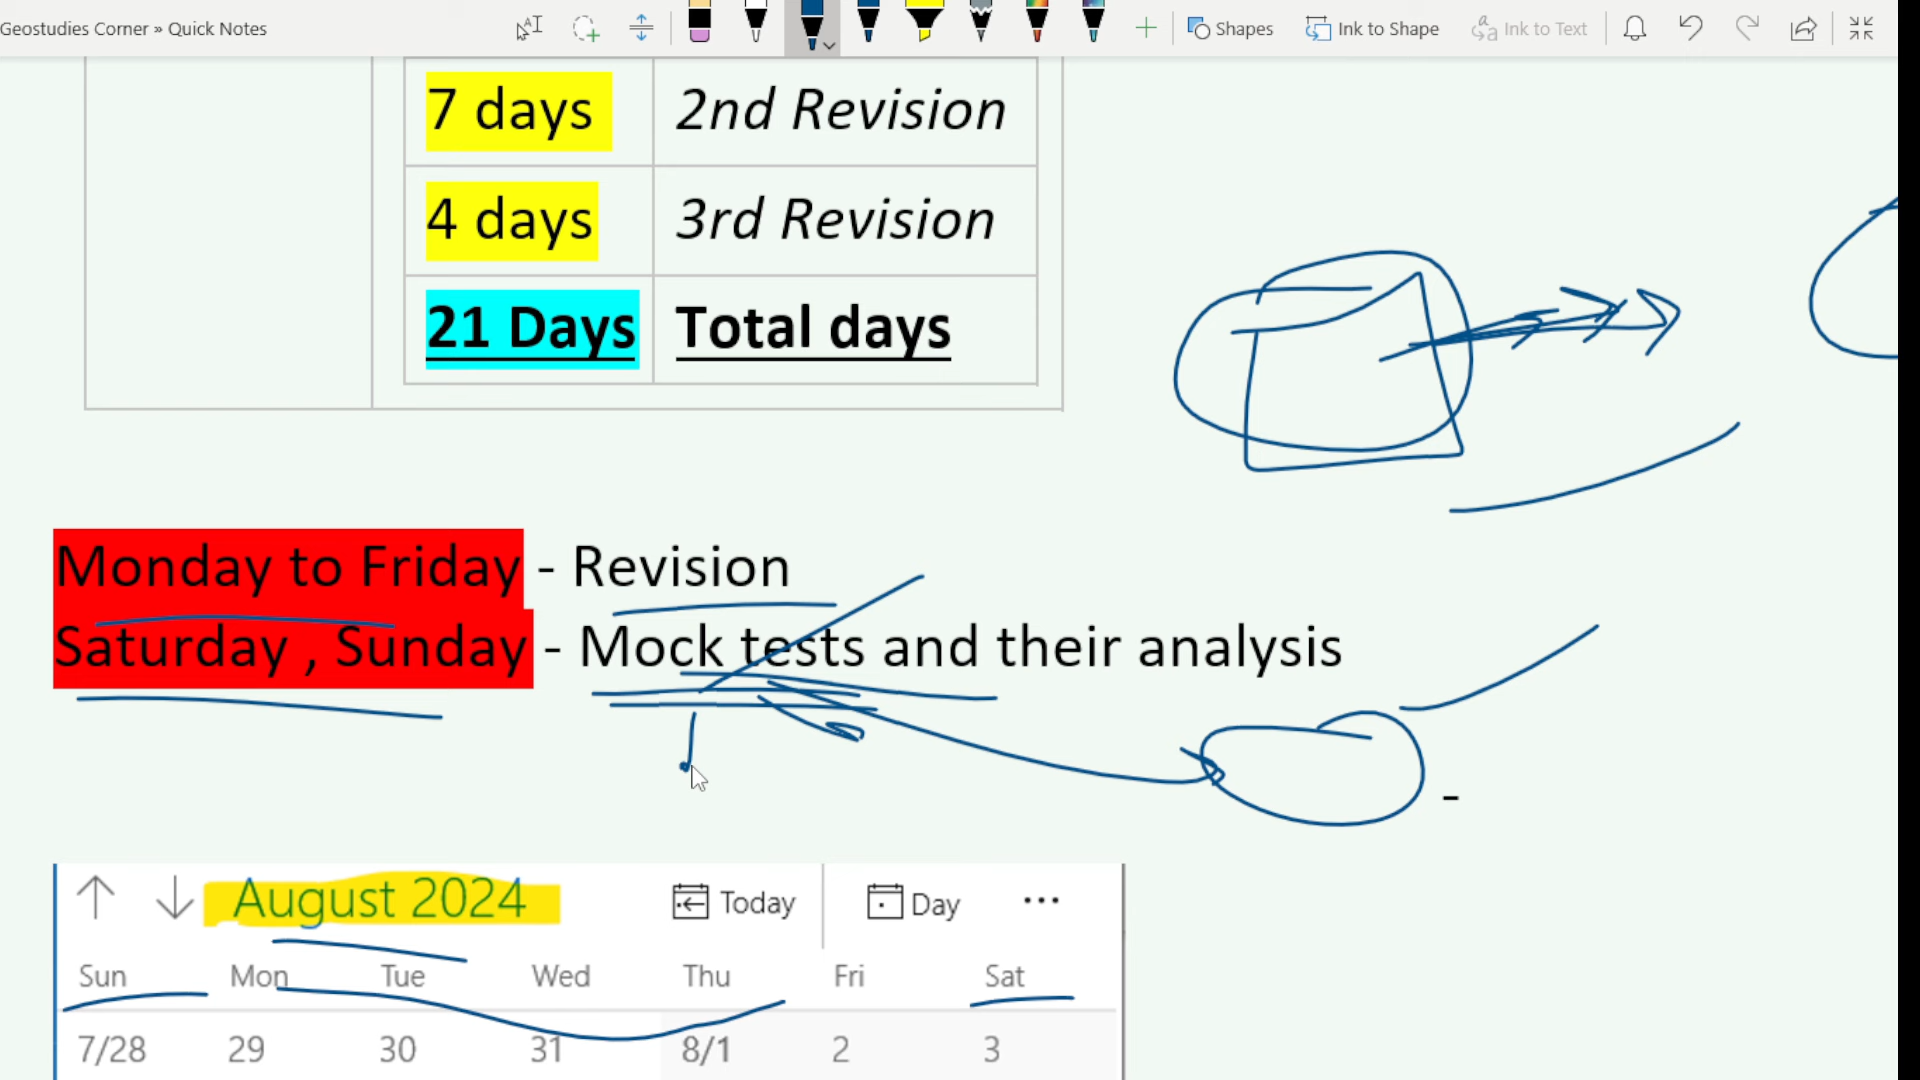 Geostudies Corner » Quick Notes
Shapes Ink to Shape Ink to Text
7 days 2nd Revision
4 days 3rd Revision
21 Days Total days
Monday to Friday - Revision
Saturday , Sunday - Mock tests and their analysis
-
August 2024 Today Day ...
Sun Mon Tue Wed Thu Fri Sat
7/28 29 30 31 8/1 2 3